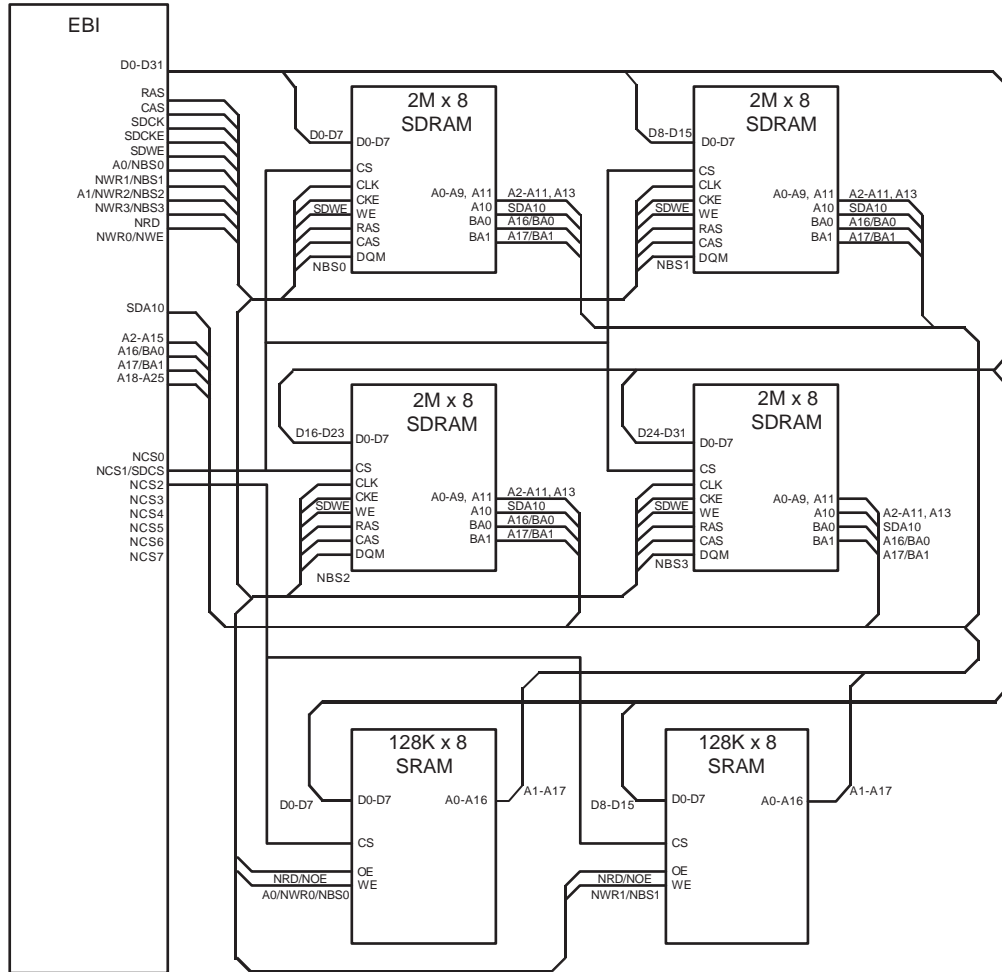 EBI
D0-D31
RAS
CAS
SDCK
SDCKE
SDWE
A0/NBS0
NWR1/NBS1
A1/NWR2/NBS2
NWR3/NBS3
NRD
NWR0/NWE
SDA10
A2-A15
A16/BA0
A17/BA1
A18-A25
NCS0
NCS1/SDCS
NCS2
NCS3
NCS4
NCS5
NCS6
NCS7
2M x 8
SDRAM
D0-D7
D0-D7
CS
CLK
CKE
SDWE
WE
RAS
CAS
DQM
NBS0
A0-A9, A11
A10
BA0
BA1
A2-A11, A13
SDA10
A16/BA0
A17/BA1
2M x 8
SDRAM
D8-D15
D0-D7
CS
CLK
CKE
SDWE
WE
RAS
CAS
DQM
NBS1
A0-A9, A11
A10
BA0
BA1
A2-A11, A13
SDA10
A16/BA0
A17/BA1
2M x 8
SDRAM
D16-D23
D0-D7
CS
CLK
CKE
SDWE
WE
RAS
CAS
DQM
NBS2
A0-A9, A11
A10
BA0
BA1
A2-A11, A13
SDA10
A16/BA0
A17/BA1
2M x 8
SDRAM
D24-D31
D0-D7
CS
CLK
CKE
SDWE
WE
RAS
CAS
DQM
NBS3
A0-A9, A11
A10
BA0
BA1
A2-A11, A13
SDA10
A16/BA0
A17/BA1
128K x 8
SRAM
D0-D7
D0-D7
A0-A16
A1-A17
CS
OE
NRD/NOE
WE
A0/NWR0/NBS0
128K x 8
SRAM
D8-D15
D0-D7
A0-A16
A1-A17
CS
OE
NRD/NOE
WE
NWR1/NBS1